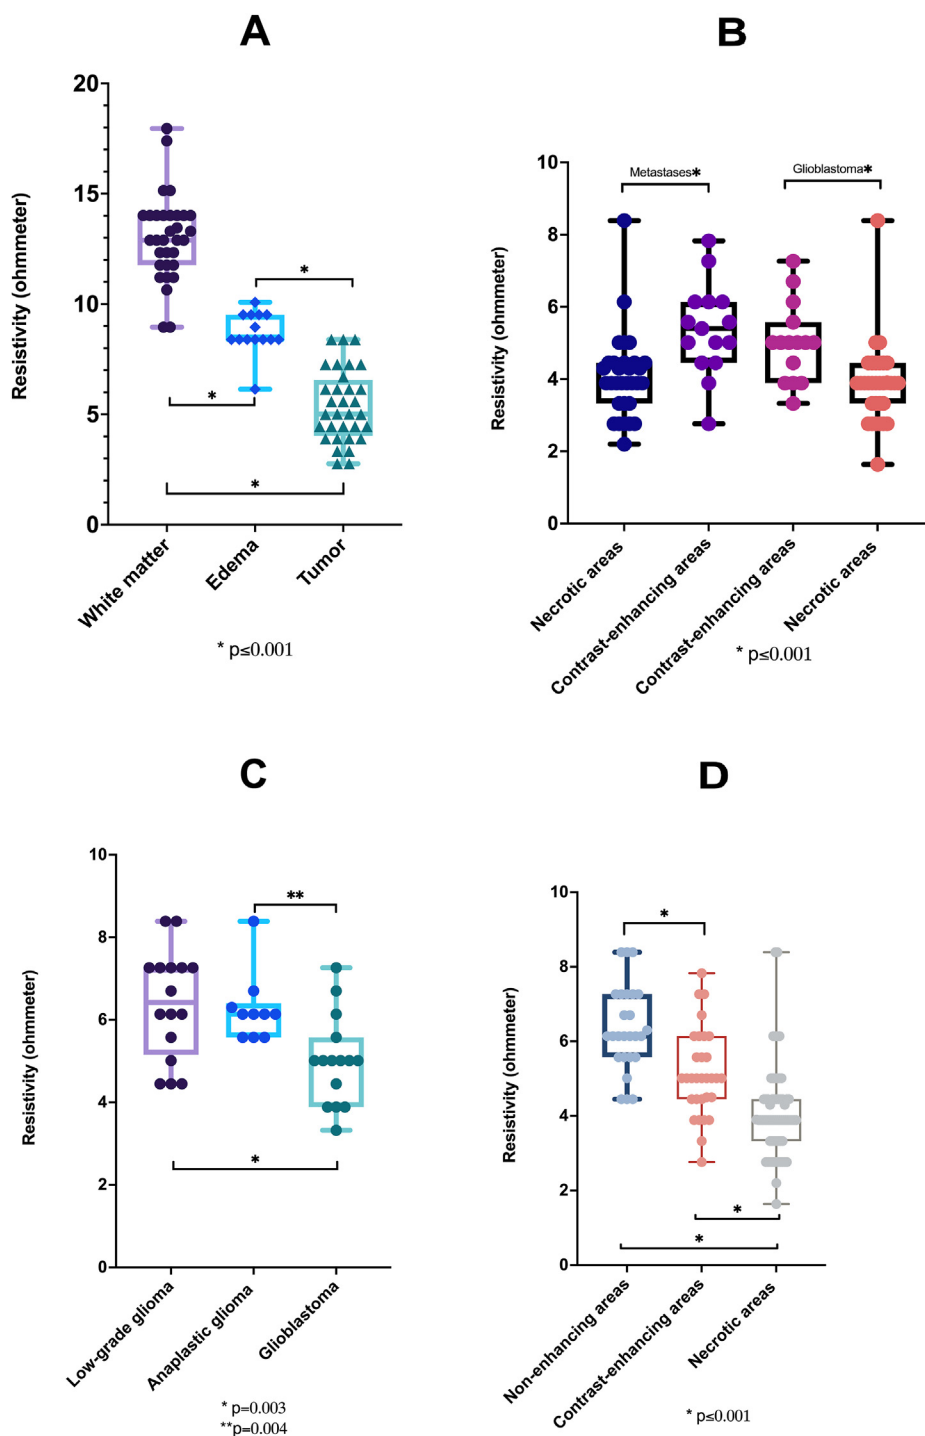 A
20
15
10
5
0
Resistivity (ohmmeter)
*
*
*
White matter
Edema
Tumor
* p≤0.001
B
10
8
6
4
2
0
Resistivity (ohmmeter)
Metastases*
Glioblastoma*
Necrotic areas
Contrast-enhancing areas
Contrast-enhancing areas
Necrotic areas
* p≤0.001
C
10
8
6
4
2
0
Resistivity (ohmmeter)
**
*
Low-grade glioma
Anaplastic glioma
Glioblastoma
* p=0.003
**p=0.004
D
10
8
6
4
2
0
Resistivity (ohmmeter)
*
*
*
Non-enhancing areas
Contrast-enhancing areas
Necrotic areas
* p≤0.001